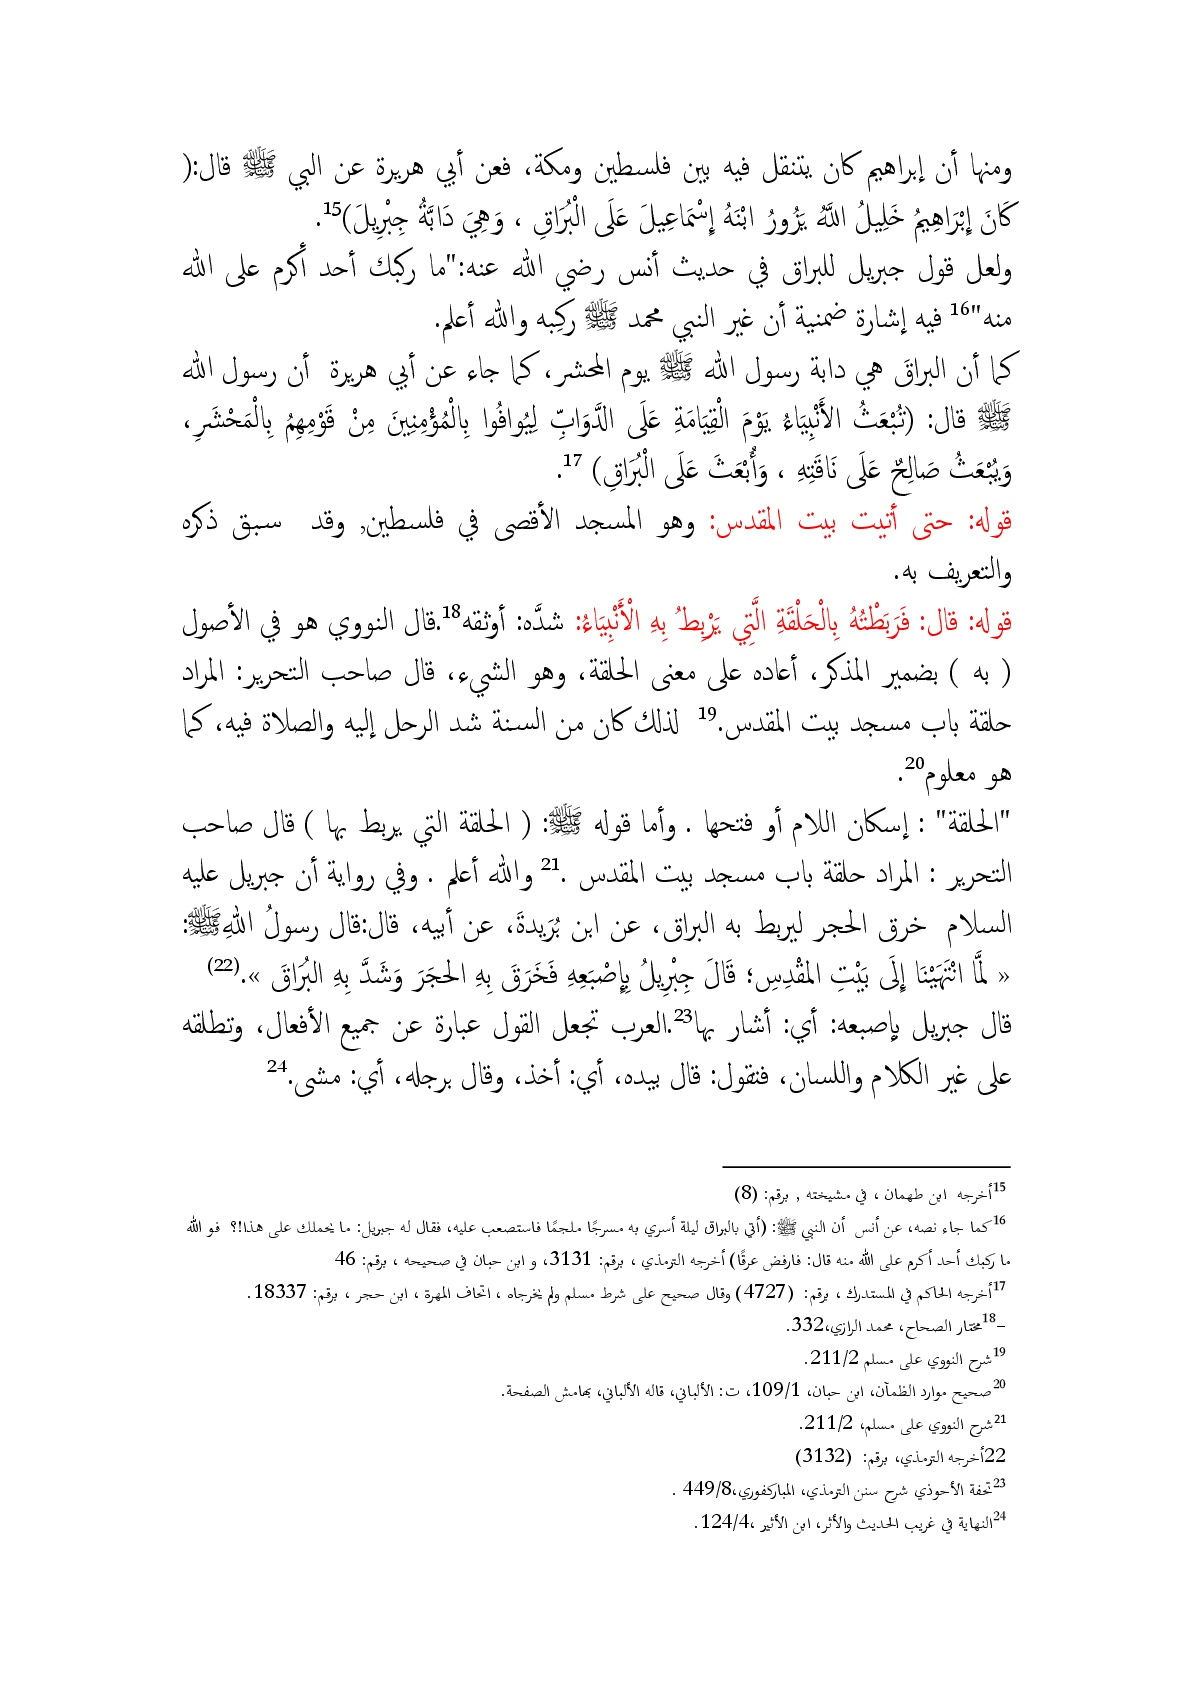 ومنها أن إبراهيم كان يتنقل فيه بين فلسطين ومكة، فعن أبي هريرة عن البي ﷺ قال:(
كَانَ إِبْرَاهِيمُ خَلِيلُ اللَّهُ يَزُورُ ابْنَهُ إِسْمَاعِيلَ عَلَى الْبُرَاقِ ، وَهِيَ دَابَّةُ جِبْرِيلَ)15.
ولعل قول جبريل للبراق في حديث أنس رضي الله عنه:"ما ركبك أحد أكرم على الله
منه"16 فيه إشارة ضمنية أن غير النبي محمد ﷺ ركِبه والله أعلم.
كما أن البراقَ هي دابة رسول الله ﷺ يوم المحشر، كما جاء عن أبي هريرة أن رسول الله
ﷺ قال: (تُبْعَثُ الأَنْبِيَاءُ يَوْمَ الْقِيَامَةِ عَلَى الدَّوَابِّ لِيُوافُوا بِالْمُؤْمِنِينَ مِنْ قَوْمِهِمُ بِالْمَحْشَرِ،
وَيُبْعَثُ صَالِحٌ عَلَى نَاقَتِهِ ، وَأُبْعَثَ عَلَى الْبُرَاقِ) 17.
قوله: حتى أتيت بيت المقدس: وهو المسجد الأقصى في فلسطين, وقد سبق ذكره
والتعريف به.
قوله: قال: فَرَبَطْتُهُ بِالْحَلْقَةِ الَّتِي يَرْبِطُ بِهِ الْأَنْبِيَاءُ: شدَّه: أوثقه18.قال النووي هو في الأصول
( به ) بضمير المذكر، أعاده على معنى الحلقة، وهو الشيء، قال صاحب التحرير: المراد
حلقة باب مسجد بيت المقدس.19 لذلك كان من السنة شد الرحل إليه والصلاة فيه، كما
هو معلوم20.
"الحلقة" : إسكان اللام أو فتحها . وأما قوله ﷺ: ( الحلقة التي يربط بها ) قال صاحب
التحرير : المراد حلقة باب مسجد بيت المقدس .21 والله أعلم . وفي رواية أن جبريل عليه
السلام خرق الحجر ليربط به البراق، عن ابن بُرَيدةَ، عن أبيه، قال:قال رسولُ اللهِﷺ:
« لمَّا انْتَهَيْنَا إِلَى بَيْتِ المقْدِسِ؛ قَالَ جِبْرِيلُ بِإِصْبَعِهِ فَخَرَقَ بِهِ الحجَرَ وَشَدَّ بِهِ البُرَاقَ ».(22)
قال جبريل بإصبعه: أي: أشار بها23.العرب تجعل القول عبارة عن جميع الأفعال، وتطلقه
على غير الكلام واللسان، فتقول: قال بيده، أي: أخذ، وقال برجله، أي: مشى.24
15أخرجه ابن طهمان ، في مشيخته , برقم: (8)
16كما جاء نصه، عن أنس أن النبي ﷺ: (أتي بالبراق ليلة أسري به مسرجًا ملجمًا فاستصعب عليه، فقال له جبريل: ما يحملك على هذا!؟ فو الله
ما ركبك أحد أكرم على الله منه قال: فارفض عرقًا) أخرجه الترمذي ، برقم: 3131، و ابن حبان في صحيحه ، برقم: 46
17أخرجه الحاكم في المستدرك ، برقم: (4727) وقال صحيح على شرط مسلم ولم يخرجاه ، اتحاف المهرة ، ابن حجر ، برقم: 18337.
–18مختار الصحاح، محمد الرازي،332.
19شرح النووي على مسلم 211/2.
20صحيح موارد الظمآن، ابن حبان، 109/1، ت: الألباني، قاله الألباني، بهامش الصفحة.
21شرح النووي على مسلم، 211/2.
22أخرجه الترمذي، برقم: (3132)
23تحفة الأحوذي شرح سنن الترمذي، المباركفوري،449/8 .
24النهاية في غريب الحديث والأثر، ابن الأثير ،124/4.